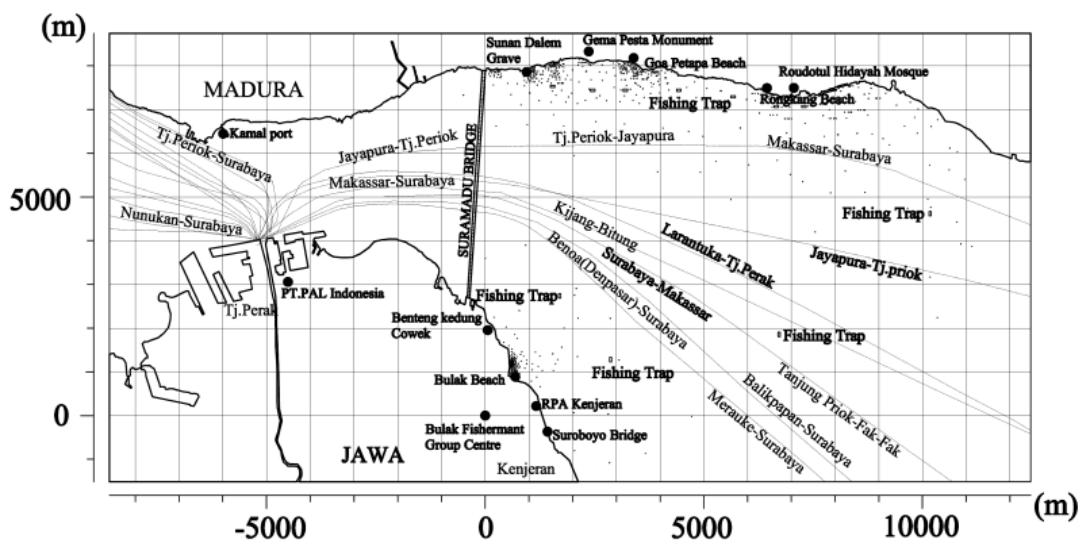 (m)
Sunan Dalem
Grave
Gema Pesta Monument
Goa Petapa Beach
Roudotul Hidayah Mosque
Rongkang Beach
MADURA
Kamal port
Fishing Trap
Tj.Periok-Surabaya
Jayapura-Tj.Periok
Tj.Periok-Jayapura
Makassar-Surabaya
Makassar-Surabaya
SURAMADU BRIDGE
5000
Nunukan-Surabaya
Kijang-Bitung
Larantuka-Tj.Perak
Fishing Trap
Jayapura-Tj.priok
Surabaya-Makassar
Benoa(Denpasar)-Surabaya
PT.PAL Indonesia
Tj.Perak
Fishing Trap
Benteng kedung
Cowek
Fishing Trap
Bulak Beach
Fishing Trap
Tanjung Priok-Fak-Fak
Balikpapan-Surabaya
Merauke-Surabaya
RPA Kenjeran
0
Bulak Fishermant
Group Centre
Suroboyo Bridge
JAWA
Kenjeran
(m)
-5000
0
5000
10000